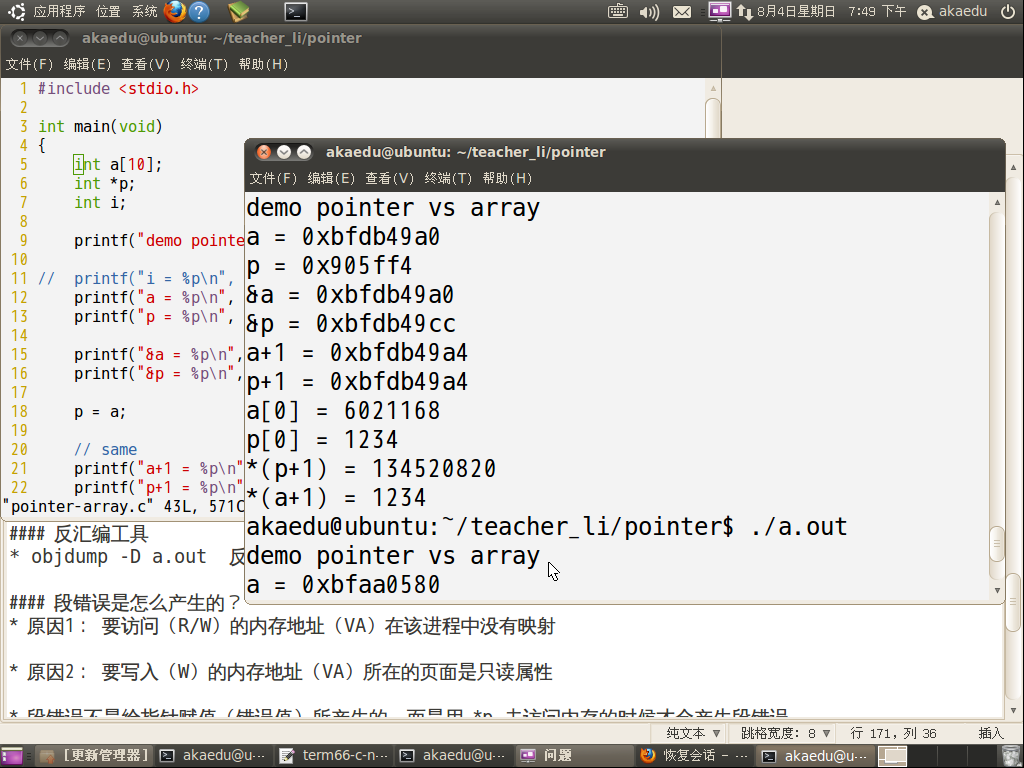 应用程序 位置 系统 8月4日星期日 7:49 下午 akaedu
akaedu@ubuntu: ~/teacher_li/pointer
文件(F) 编辑(E) 查看(V) 终端(T) 帮助(H)
1 #include <stdio.h>
2
3 int main(void)
4 {
5 int a[10];
6 int *p;
7 int i;
8
9 printf("demo pointe
10
11 // printf("i = %p\n",
12 printf("a = %p\n",
13 printf("p = %p\n",
14
15 printf("&a = %p\n",
16 printf("&p = %p\n",
17
18 p = a;
19
20 // same
21 printf("a+1 = %p\n"
22 printf("p+1 = %p\n"
"pointer-array.c" 43L, 571C
akaedu@ubuntu: ~/teacher_li/pointer
文件(F) 编辑(E) 查看(V) 终端(T) 帮助(H)
demo pointer vs array
a = 0xbfdb49a0
p = 0x905ff4
&a = 0xbfdb49a0
&p = 0xbfdb49cc
a+1 = 0xbfdb49a4
p+1 = 0xbfdb49a4
a[0] = 6021168
p[0] = 1234
*(p+1) = 134520820
*(a+1) = 1234
akaedu@ubuntu:~/teacher_li/pointer$ ./a.out
demo pointer vs array
a = 0xbfaa0580
#### 反汇编工具
* objdump -D a.out 反
#### 段错误是怎么产生的？
* 原因1： 要访问（R/W）的内存地址（VA）在该进程中没有映射
* 原因2： 要写入（W）的内存地址（VA）所在的页面是只读属性
* 段错误不是给指针赋值（错误值）所产生的，而是用 *p 去访问内存的时候才会产生段错误
纯文本 跳格宽度： 8 行 171，列 36 插入
[更新管理器] akaedu@u... term66-c-n... akaedu@u... 问题 恢复会话 - ... akaedu@u...